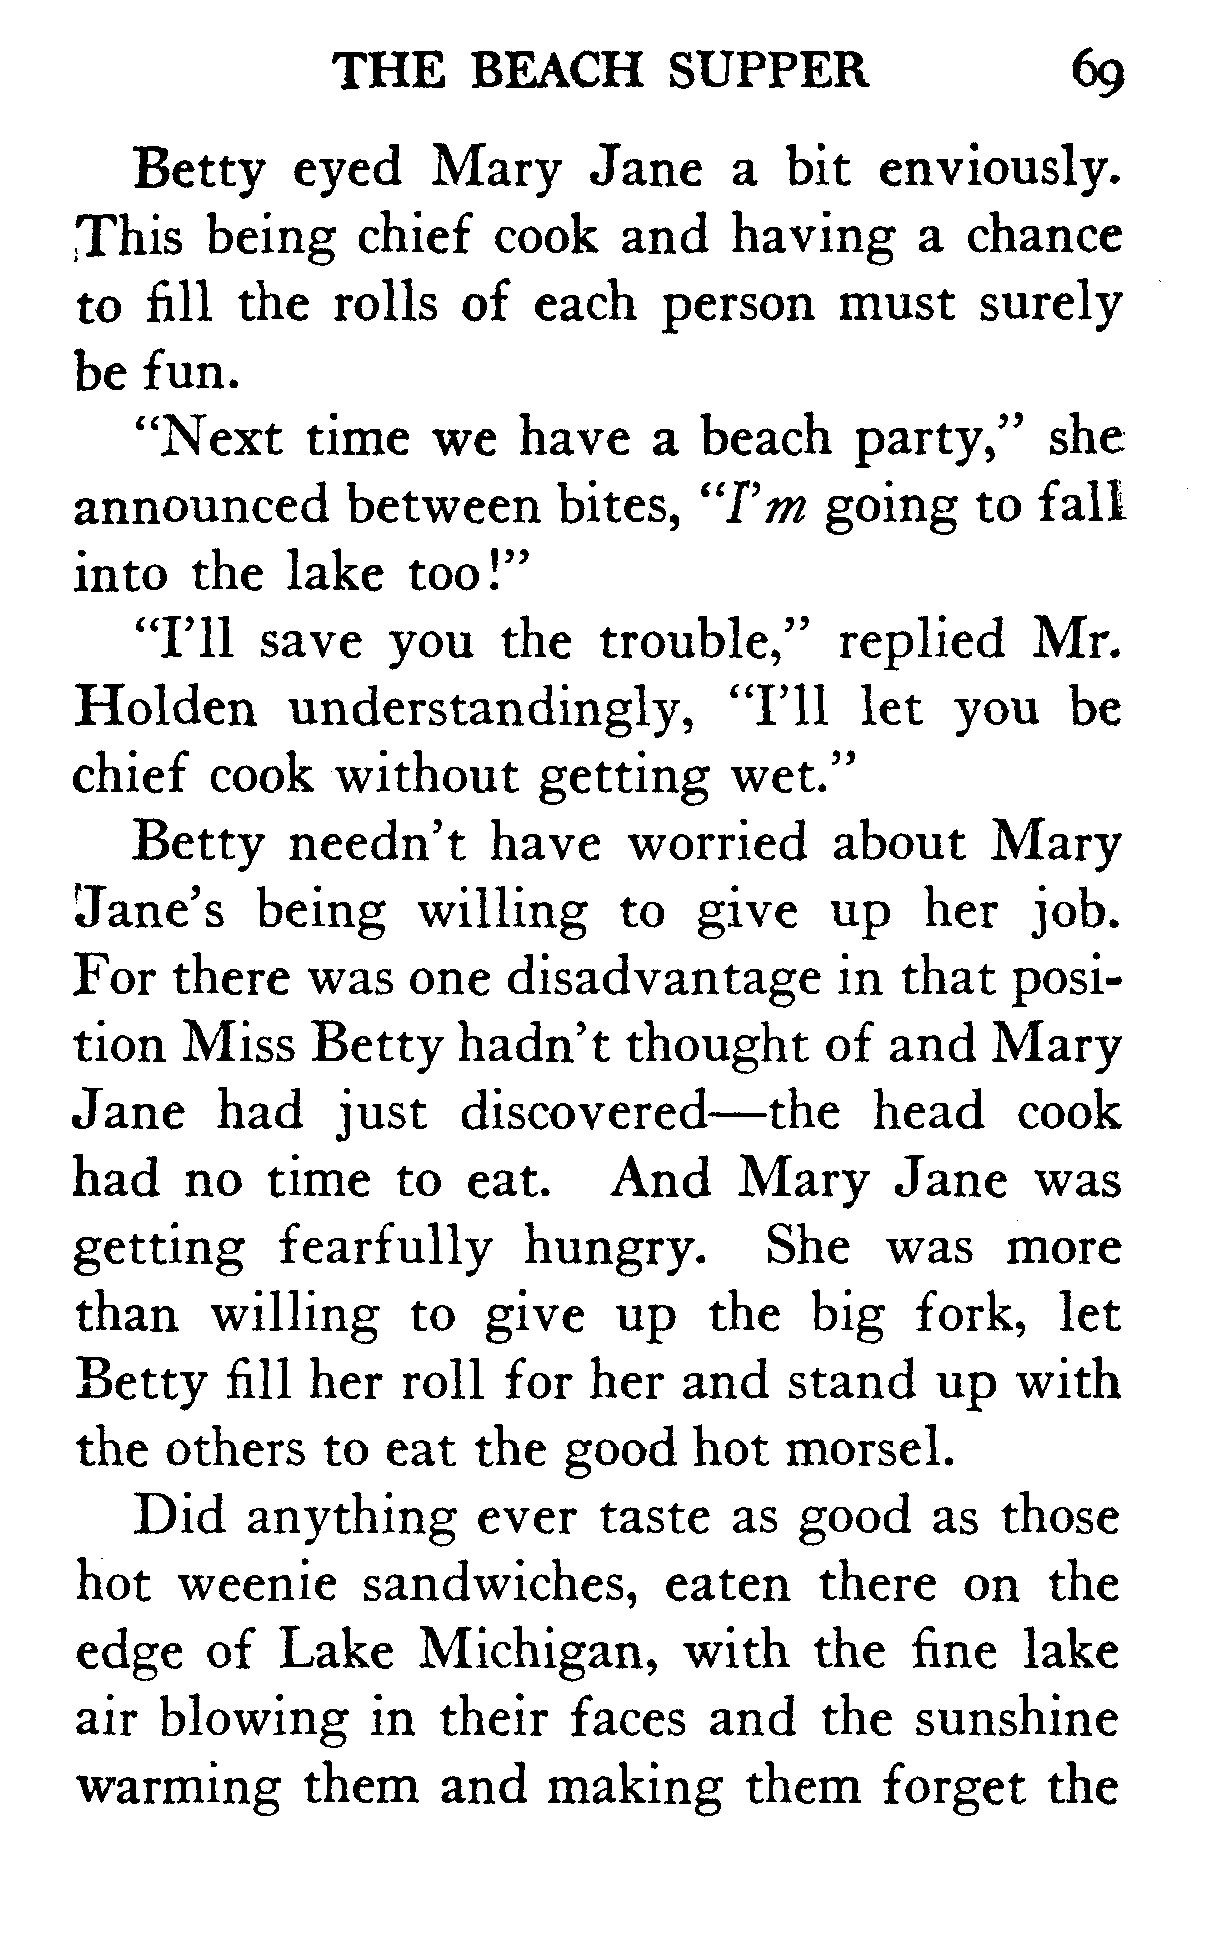 THE BEACH SUPPER 69
Betty eyed Mary Jane a bit enviously.
This being chief cook and having a chance
to fill the rolls of each person must surely
be fun.
“Next time we have a beach party,” she
announced between bites, “I’m going to fall
into the lake too!”
“I’ll save you the trouble,” replied Mr.
Holden understandingly, “I’ll let you be
chief cook without getting wet.”
Betty needn’t have worried about Mary
Jane’s being willing to give up her job.
For there was one disadvantage in that posi-
tion Miss Betty hadn’t thought of and Mary
Jane had just discovered—the head cook
had no time to eat. And Mary Jane was
getting fearfully hungry. She was more
than willing to give up the big fork, let
Betty fill her roll for her and stand up with
the others to eat the good hot morsel.
Did anything ever taste as good as those
hot weenie sandwiches, eaten there on the
edge of Lake Michigan, with the fine lake
air blowing in their faces and the sunshine
warming them and making them forget the